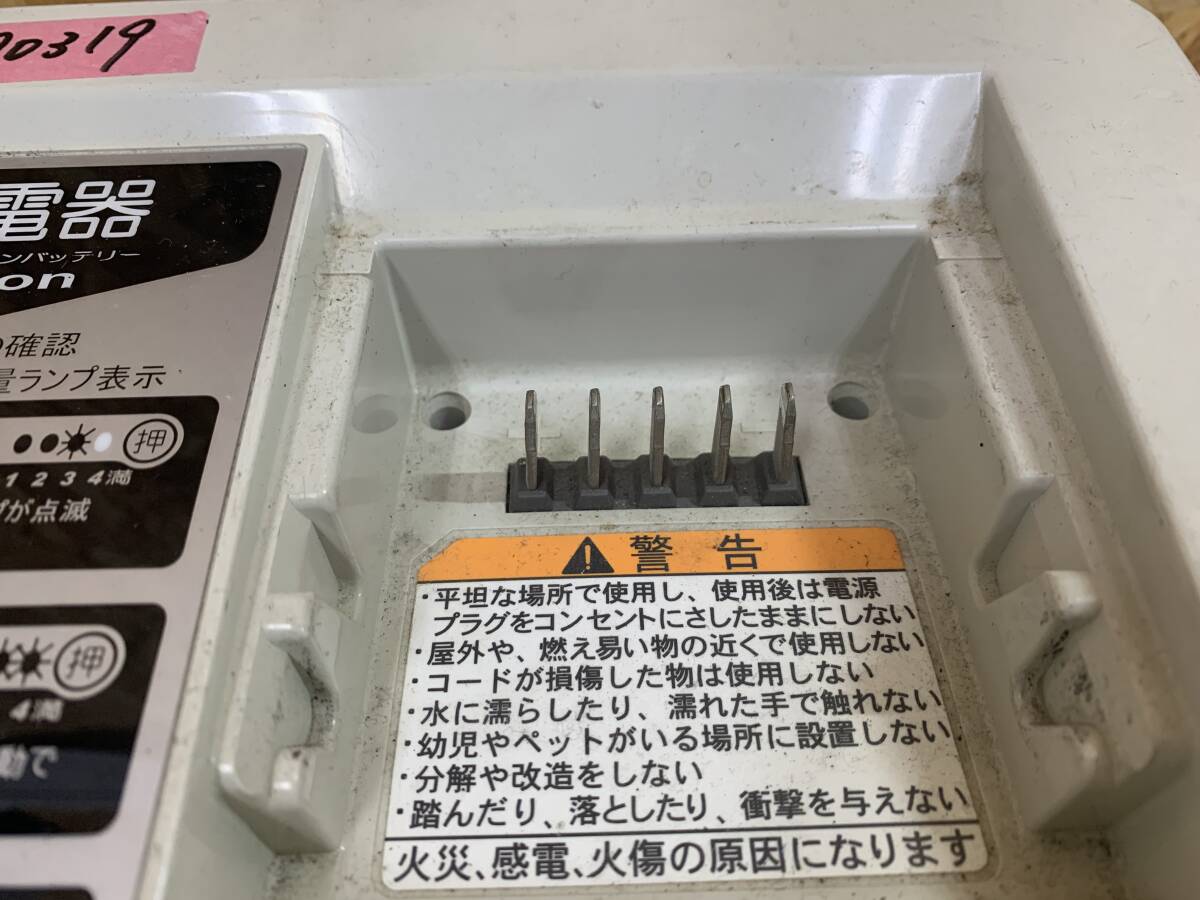 0319
電器
ンバッテリー
on
確認
量ランプ表示
押
1 2 3 4満
が点滅
押
4満
動で
警告
・平坦な場所で使用し、使用後は電源
プラグをコンセントにさしたままにしない
・屋外や、燃え易い物の近くで使用しない
・コードが損傷した物は使用しない
・水に濡らしたり、濡れた手で触れない
・幼児やペットがいる場所に設置しない
・分解や改造をしない
・踏んだり、落としたり、衝撃を与えない
火災、感電、火傷の原因になります